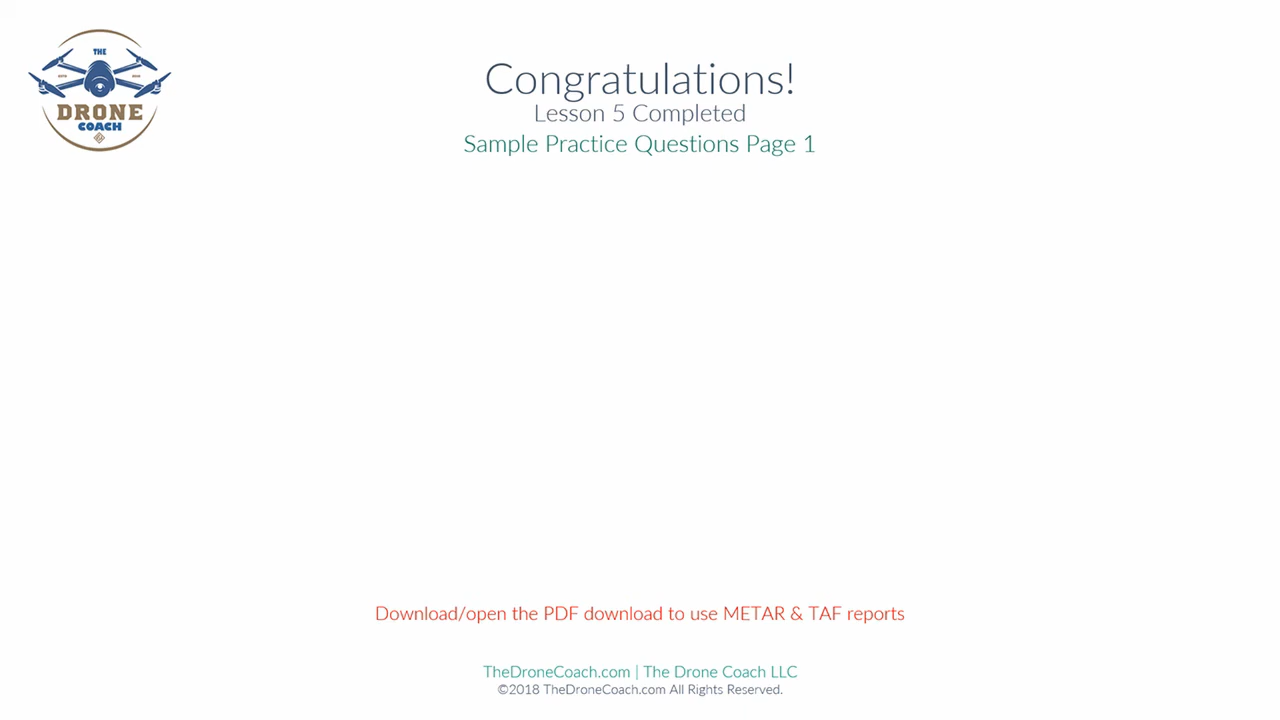 THE
DRONE
COACH
Congratulations!
Lesson 5 Completed
Sample Practice Questions Page 1
Download/open the PDF download to use METAR & TAF reports
TheDroneCoach.com | The Drone Coach LLC
©2018 TheDroneCoach.com All Rights Reserved.